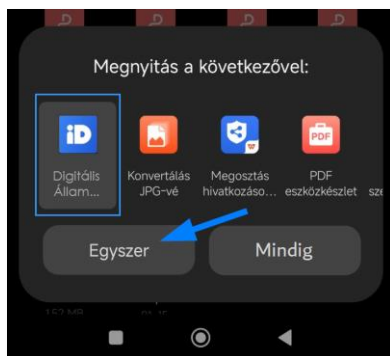 Megnyitás a következővel:
iD
PDF
Digitális
Állam...
Konvertálás
JPG-vé
Megosztás
hivatkozáso...
PDF
eszközkészlet
Egyszer
Mindig